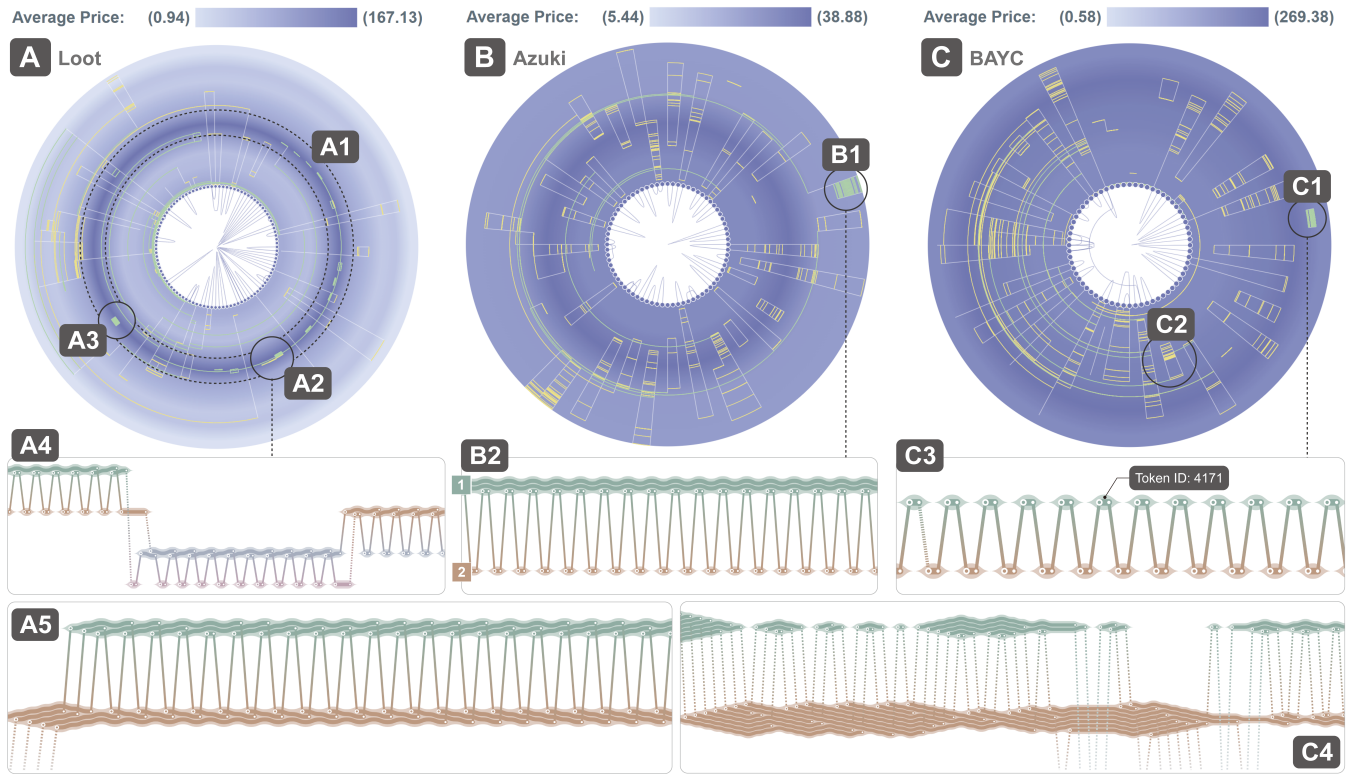 Average Price: (0.94) (167.13)
Average Price: (5.44) (38.88)
Average Price: (0.58) (269.38)
A Loot
B Azuki
C BAYC
A1
B1
C1
A3
A2
C2
A4
B2
C3
1
Token ID: 4171
2
A5
C4